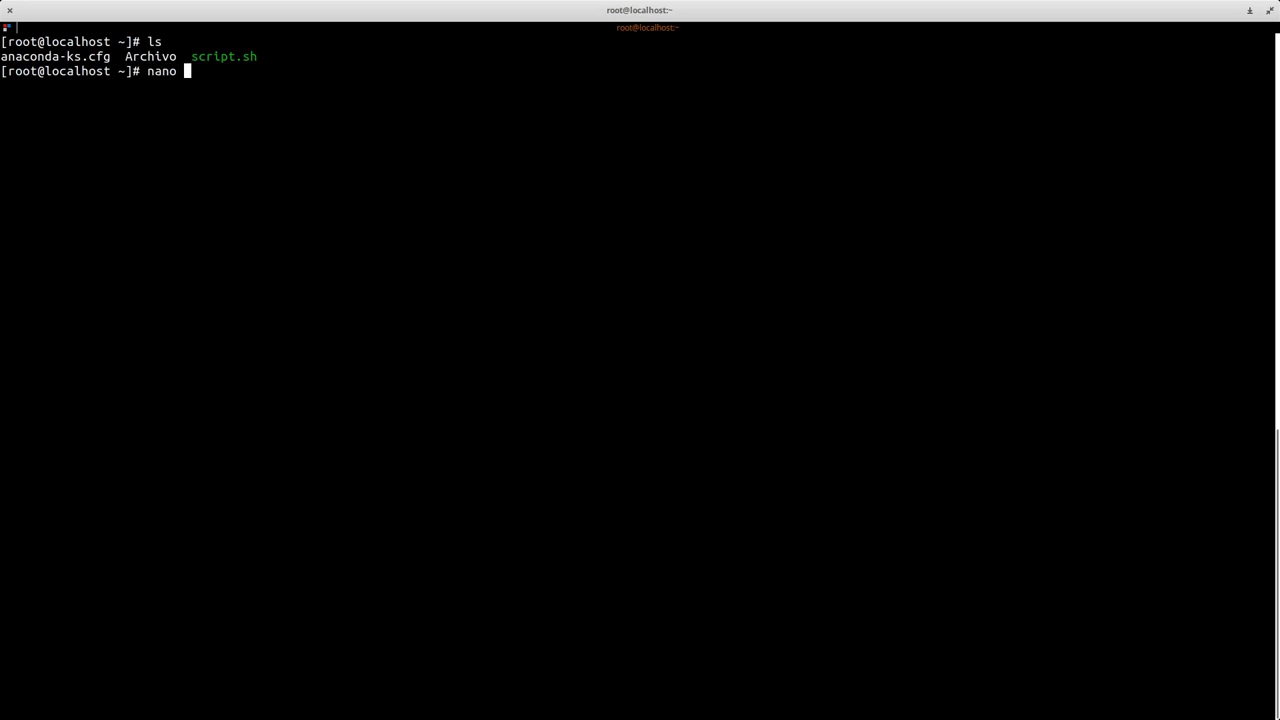 root@localhost:~
root@localhost:~
[root@localhost ~]# ls
anaconda-ks.cfg  Archivo  script.sh
[root@localhost ~]# nano